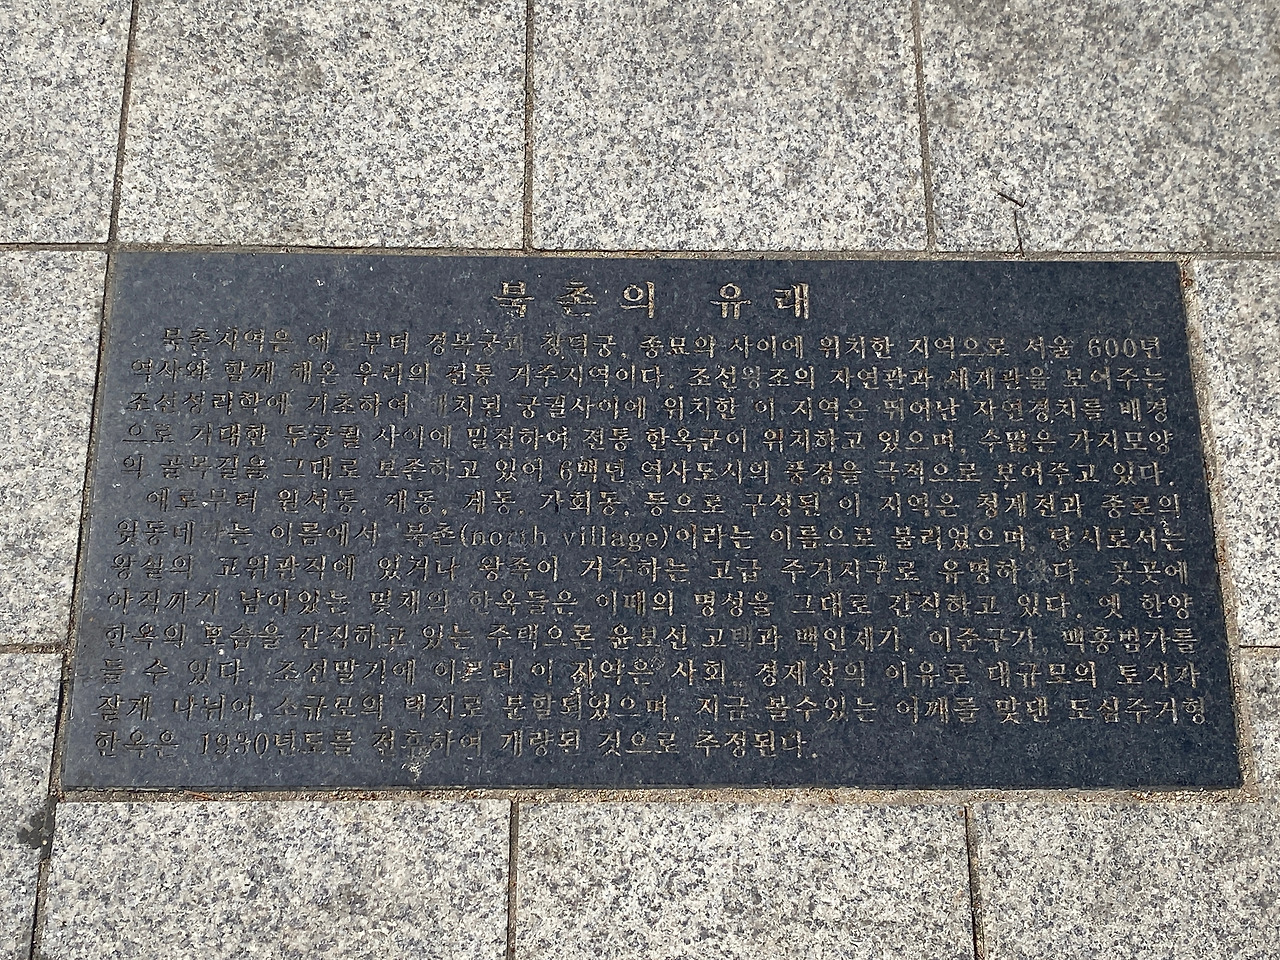 북촌의 유래
북촌지역은 예 부터 경복궁과 창덕궁, 종묘의 사이에 위치한 지역으로 서울 600년
역사와 함께 해온 우리의 전통 거주지역이다. 조선왕조의 자연관과 세계관을 보여주는
조선성리학에 기초하여 배치된 궁궐사이에 위치한 이 지역은 뛰어난 자연경치를 배경
으로 거대한 두궁궐 사이에 밀접하여 전통 한옥군이 위치하고 있으며, 수많은 가지모양
의 골목길을 그대로 보존하고 있어 6백년 역사도시의 풍경을 극적으로 보여주고 있다.
예로부터 원서동, 재동, 계동, 가회동, 등으로 구성된 이 지역은 청계천과 종로의
윗동네라는 이름에서 '북촌(north village)'이라는 이름으로 불리었으며, 당시로서는
왕실의 고위관직에 있거나 왕족이 거주하는 고급 주거지구로 유명하였다. 곳곳에
아직까지 남아있는 몇채의 한옥들은 이때의 명성을 그대로 간직하고 있다. 옛 한양
한옥의 모습을 간직하고 있는 주택으론 윤보선 고택과 백인제가, 이준구가, 백홍범가를
들 수 있다. 조선말기에 이르러 이 지역은 사회, 경제상의 이유로 대규모의 토지가
잘게 나뉘어 소규모의 택지로 분할되었으며, 지금 볼수있는 어깨를 맞댄 도심주거형
한옥은 1930년도를 전후하여 개량된 것으로 추정된다.